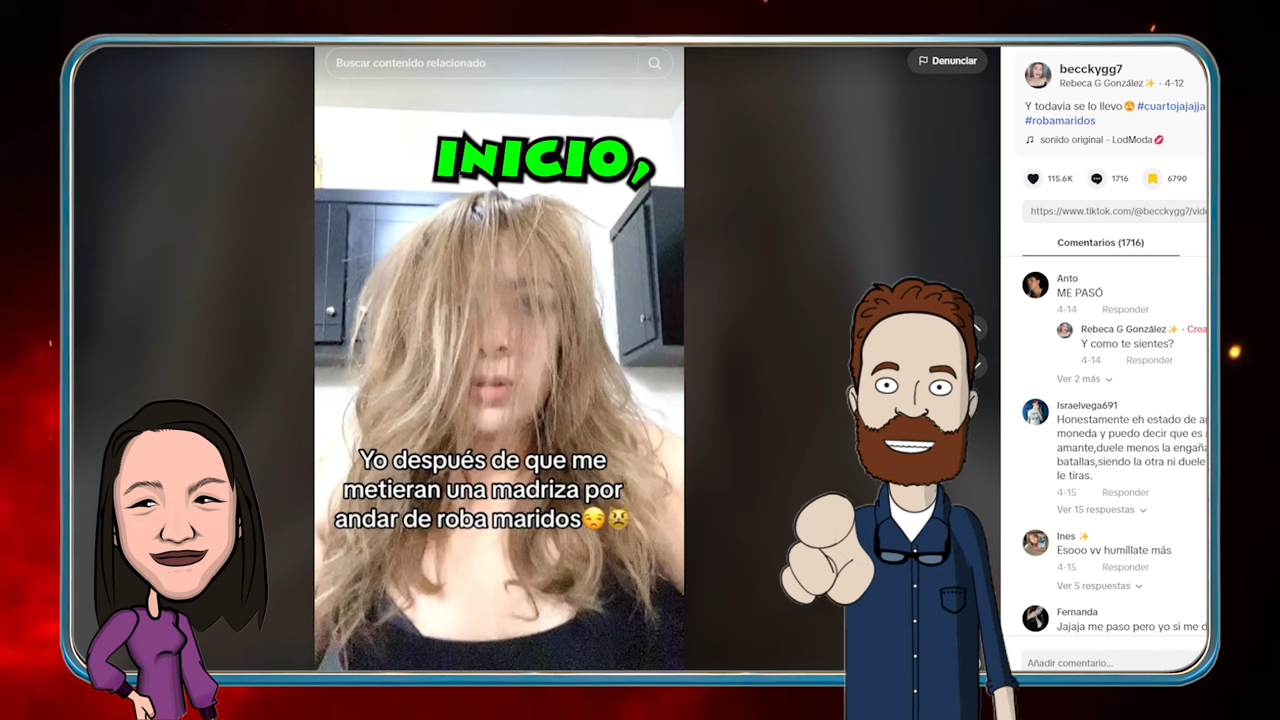 Buscar contenido relacionado
Denunciar
INICIO,
Yo después de que me
metieran una madriza por
andar de roba maridos😒😠
beccky​gg7
Rebeca G González✨ · 4-12
Y todavia se lo llevo😩#cuartojajajja
#robamaridos
sonido original - LodModa💋
115.6K
1716
6790
https://www.tiktok.com/@becckygg7/vide
Comentarios (1716)
Anto
ME PASÓ
4-14 Responder
Rebeca G González✨ · Crea
Y como te sientes?
4-14 Responder
Ver 2 más
Israelvega691
Honestamente eh estado de a
moneda y puedo decir que es
amante,duele menos la engañ
batallas,siendo la otra ni duele
le tiras.
4-15 Responder
Ver 15 respuestas
Ines ✨
Esooo vv humíllate más
4-15 Responder
Ver 5 respuestas
Fernanda
Jajaja me paso pero yo si me d
Añadir comentario...